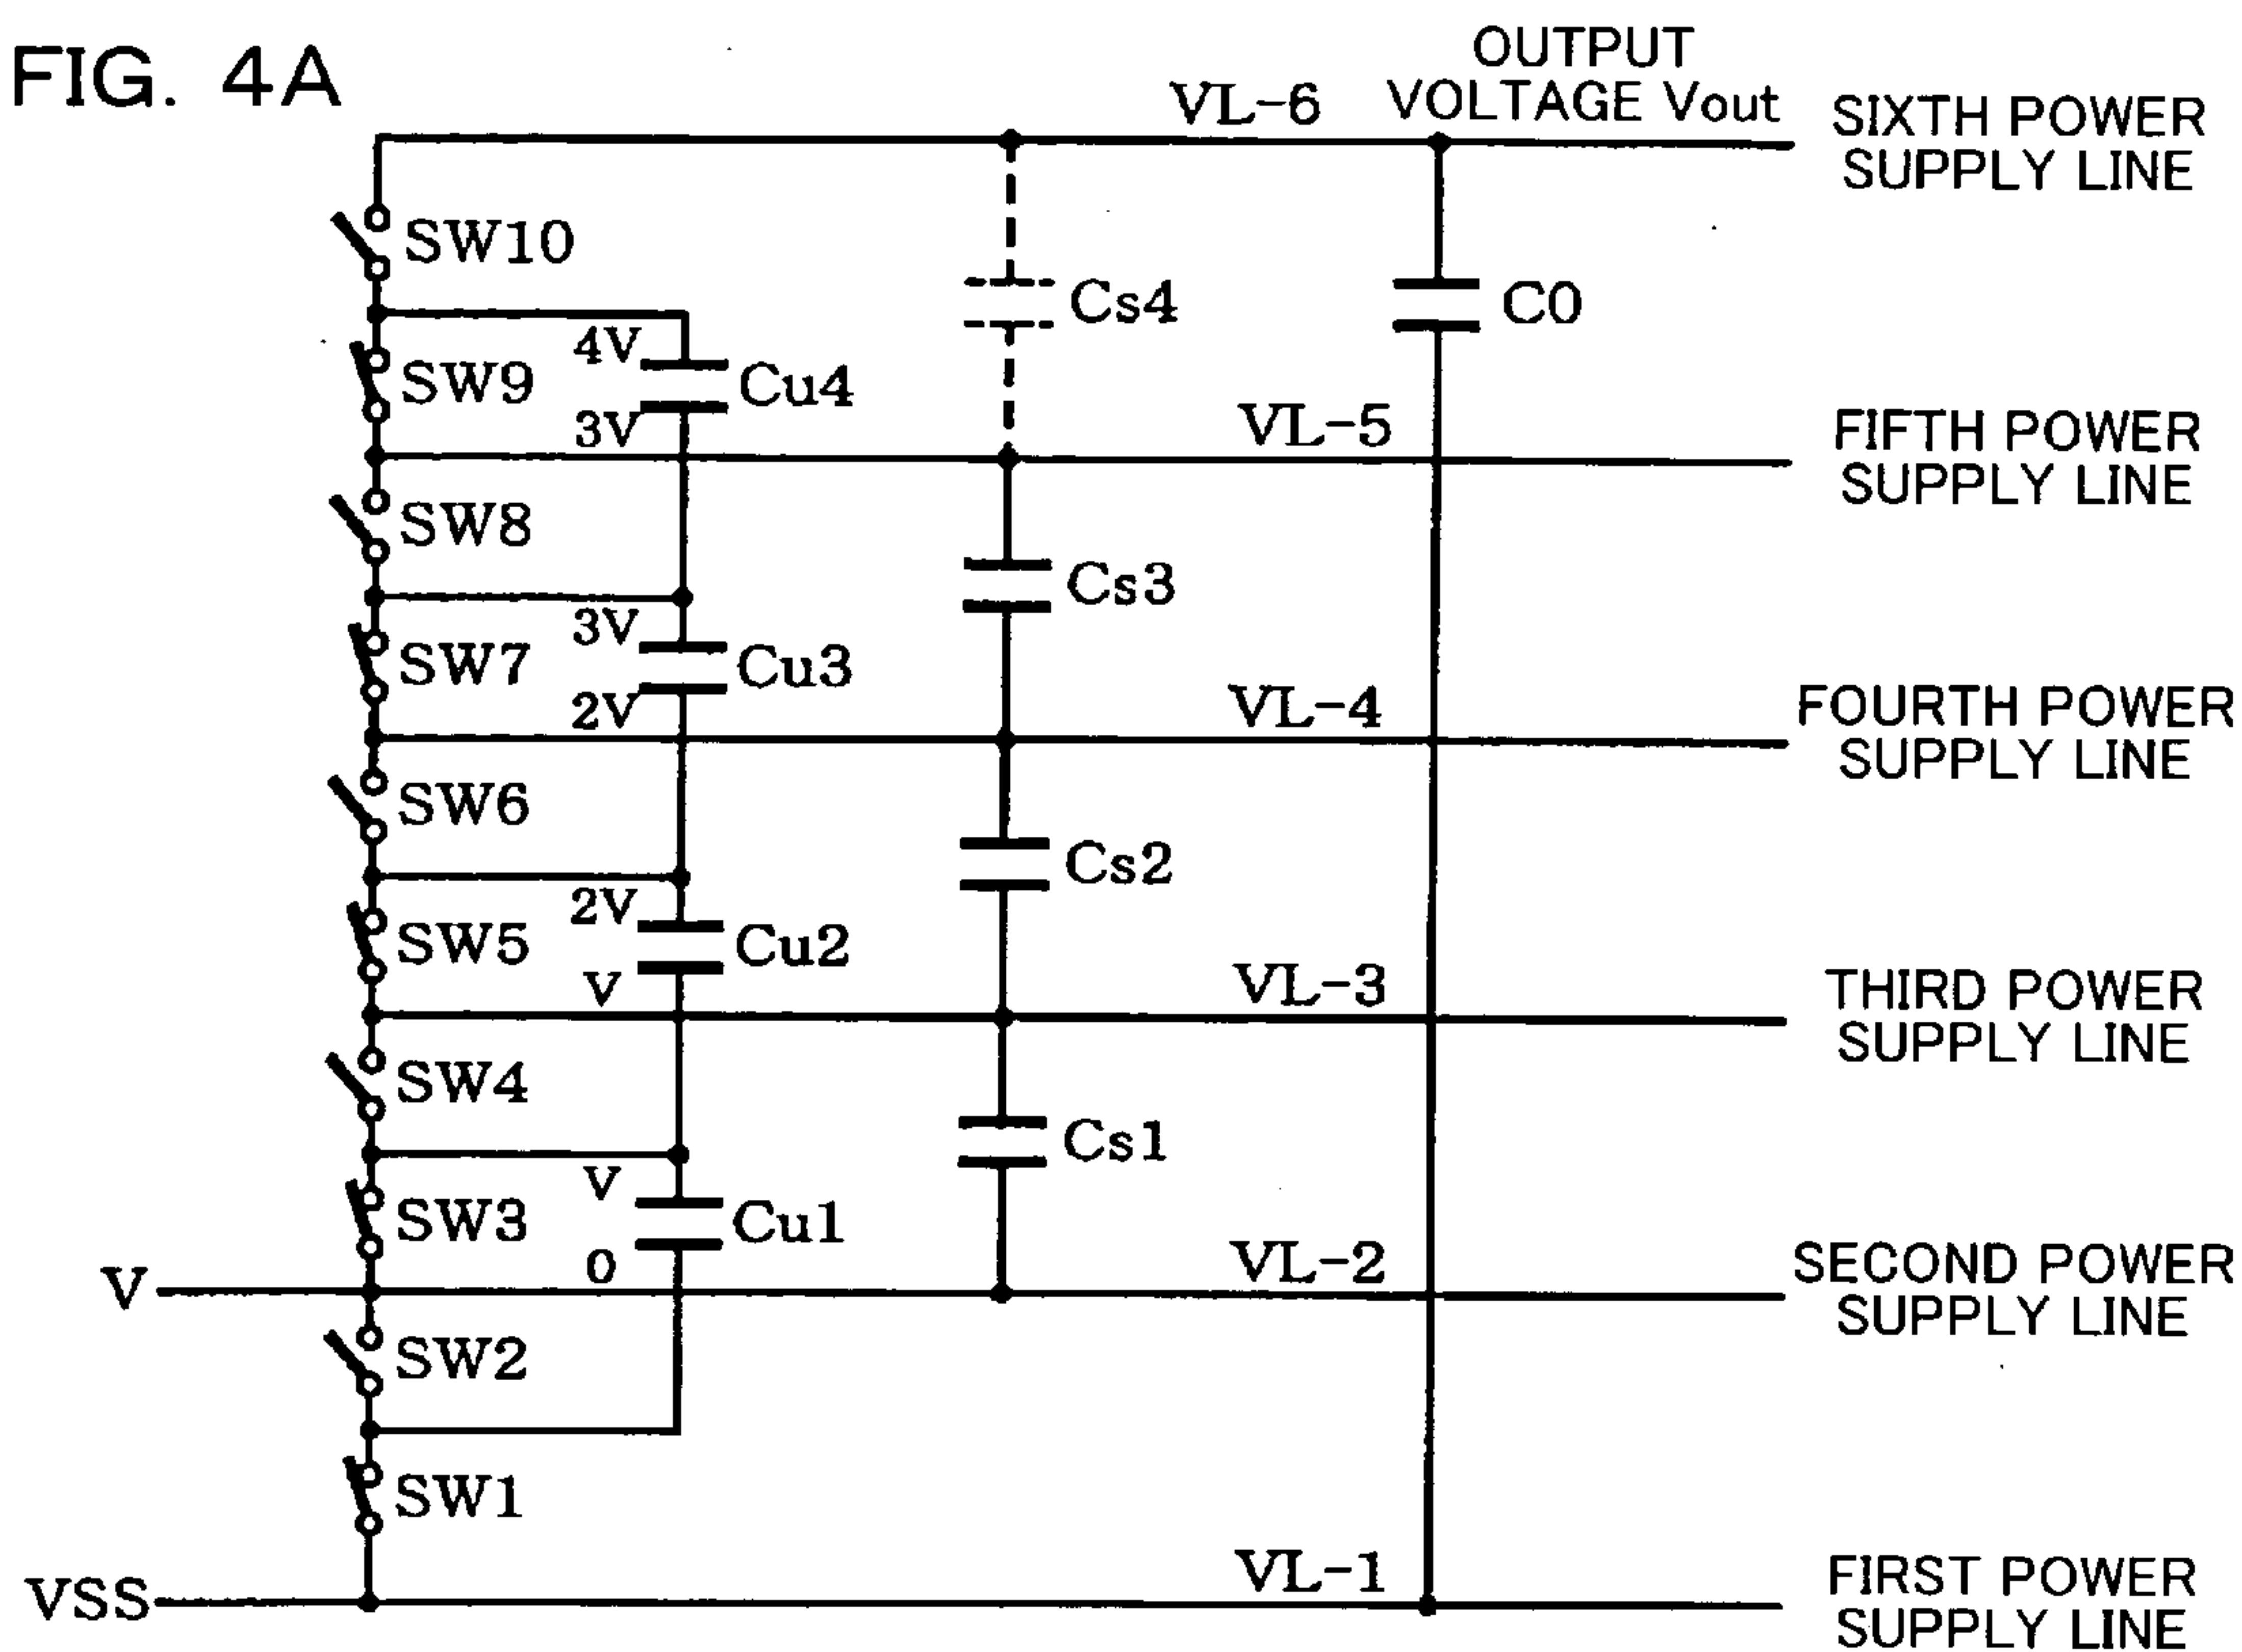 FIG. 4A
OUTPUT
VOLTAGE Vout
VL-6
SIXTH POWER
SUPPLY LINE
SW10
Cs4
C0
4V
Cu4
SW9
3V
VL-5
FIFTH POWER
SUPPLY LINE
SW8
Cs3
3V
Cu3
SW7
2V
VL-4
FOURTH POWER
SUPPLY LINE
SW6
Cs2
2V
Cu2
SW5
V
VL-3
THIRD POWER
SUPPLY LINE
SW4
Cs1
V
Cu1
SW3
0
V
VL-2
SECOND POWER
SUPPLY LINE
SW2
SW1
VSS
VL-1
FIRST POWER
SUPPLY LINE